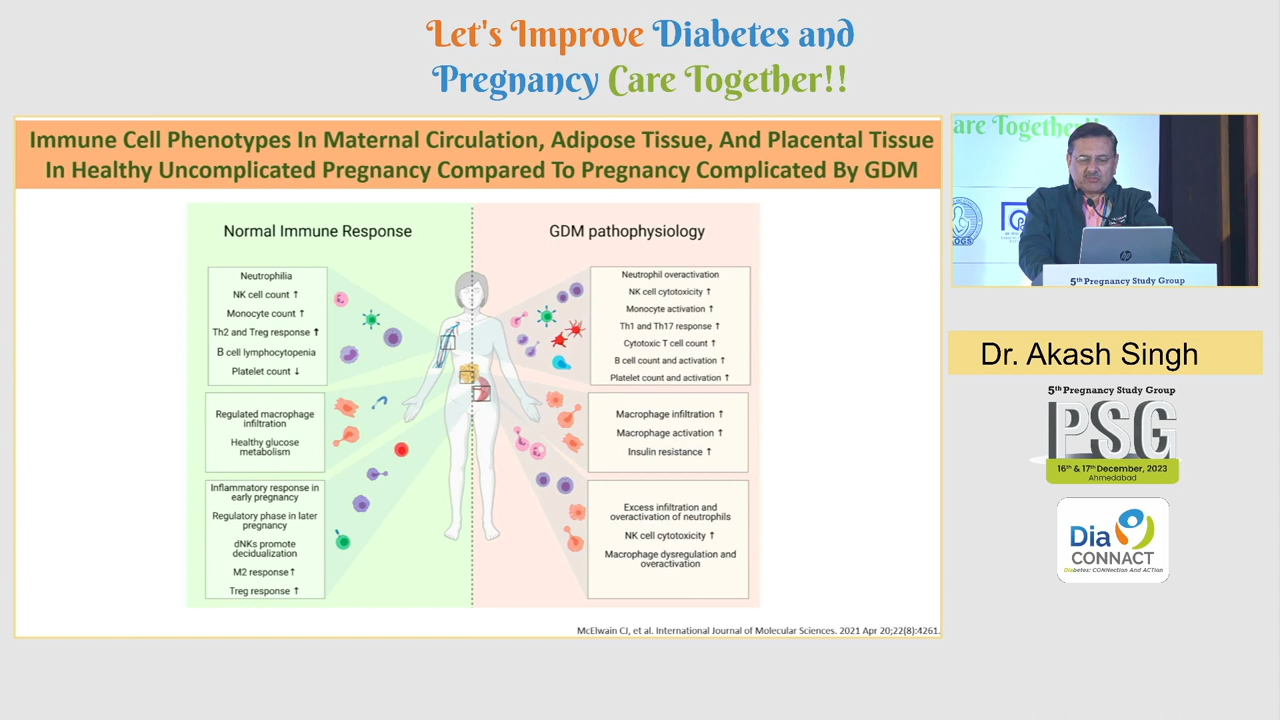 Let's Improve Diabetes and
Pregnancy Care Together!!
Immune Cell Phenotypes In Maternal Circulation, Adipose Tissue, And Placental Tissue
In Healthy Uncomplicated Pregnancy Compared To Pregnancy Complicated By GDM
Normal Immune Response
Neutrophilia
NK cell count ↑
Monocyte count ↑
Th2 and Treg response ↑
B cell lymphocytopenia
Platelet count ↓
Regulated macrophage
infiltration
Healthy glucose
metabolism
Inflammatory response in
early pregnancy
Regulatory phase in later
pregnancy
dNKs promote
decidualization
M2 response↑
Treg response ↑
GDM pathophysiology
Neutrophil overactivation
NK cell cytotoxicity ↑
Monocyte activation ↑
Th1 and Th17 response ↑
Cytotoxic T cell count ↑
B cell count and activation ↑
Platelet count and activation ↑
Macrophage infiltration ↑
Macrophage activation ↑
Insulin resistance ↑
Excess infiltration and
overactivation of neutrophils
NK cell cytotoxicity ↑
Macrophage dysregulation and
overactivation
McElwain CJ, et al. International Journal of Molecular Sciences. 2021 Apr 20;22(8):4261.
are Together!!
OGS
hp
5th Pregnancy Study Group
Dr. Akash Singh
5th Pregnancy Study Group
PSG
16th & 17th December, 2023
Ahmedabad
Dia
CONNACT
Diabetes: CONNection And ACTion